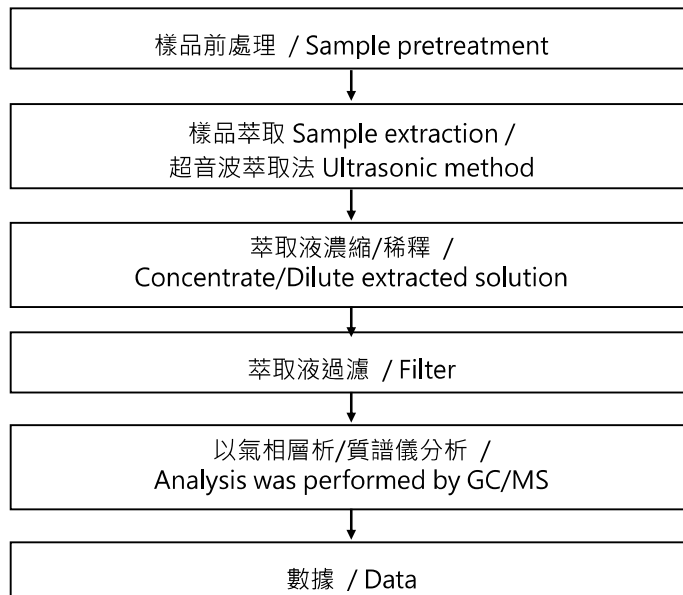 樣品前處理 / Sample pretreatment
樣品萃取 Sample extraction /
超音波萃取法 Ultrasonic method
萃取液濃縮/稀釋 /
Concentrate/Dilute extracted solution
萃取液過濾 / Filter
以氣相層析/質譜儀分析 /
Analysis was performed by GC/MS
數據 / Data